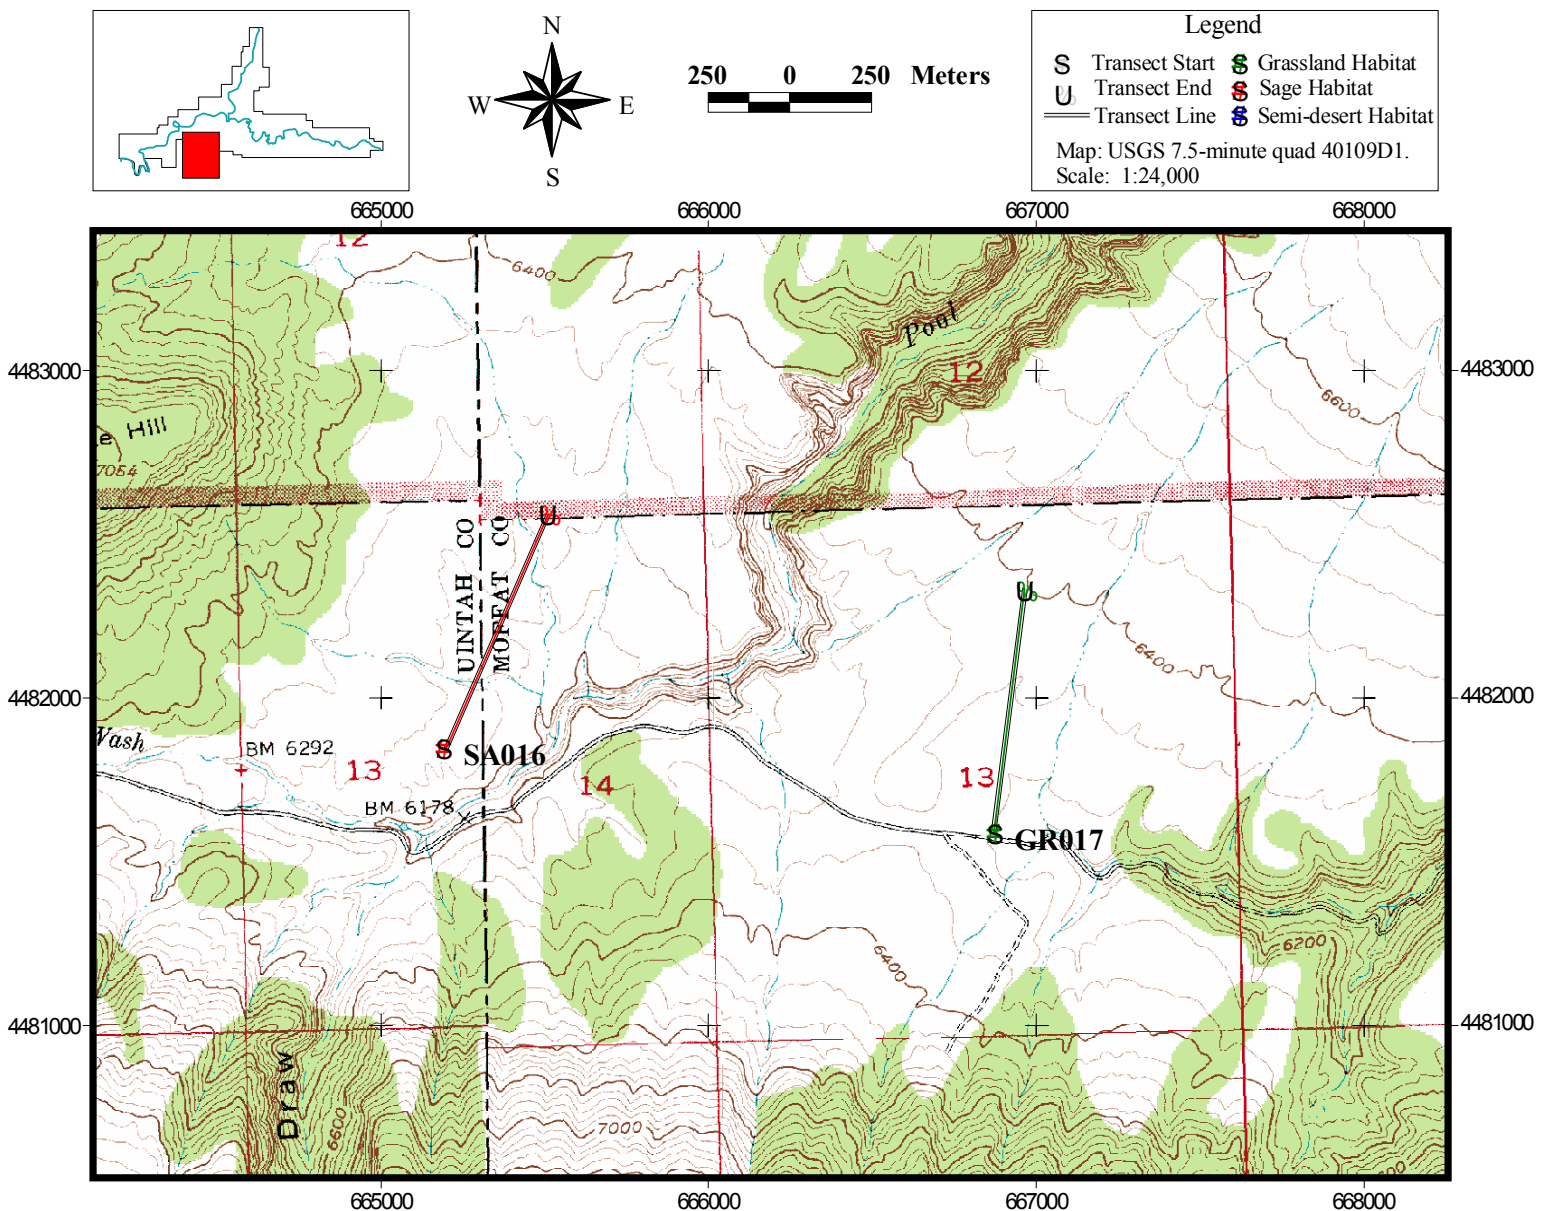 N
W
E
S
250 0 250 Meters
Legend
S Transect Start
U Transect End
Transect Line
S Grassland Habitat
S Sage Habitat
S Semi-desert Habitat
Map: USGS 7.5-minute quad 40109D1.
Scale: 1:24,000
665000 666000 667000 668000
12
6400
Pool
4483000
12
4483000
6600
e Hill
7054
U
UINTAH CO
MOFFAT CO
U
6400
4482000
4482000
Wash
BM 6292
S SA016
13
14
13
BM 6178
S GR017
6400
6200
4481000
4481000
Draw
6600
7000
665000 666000 667000 668000